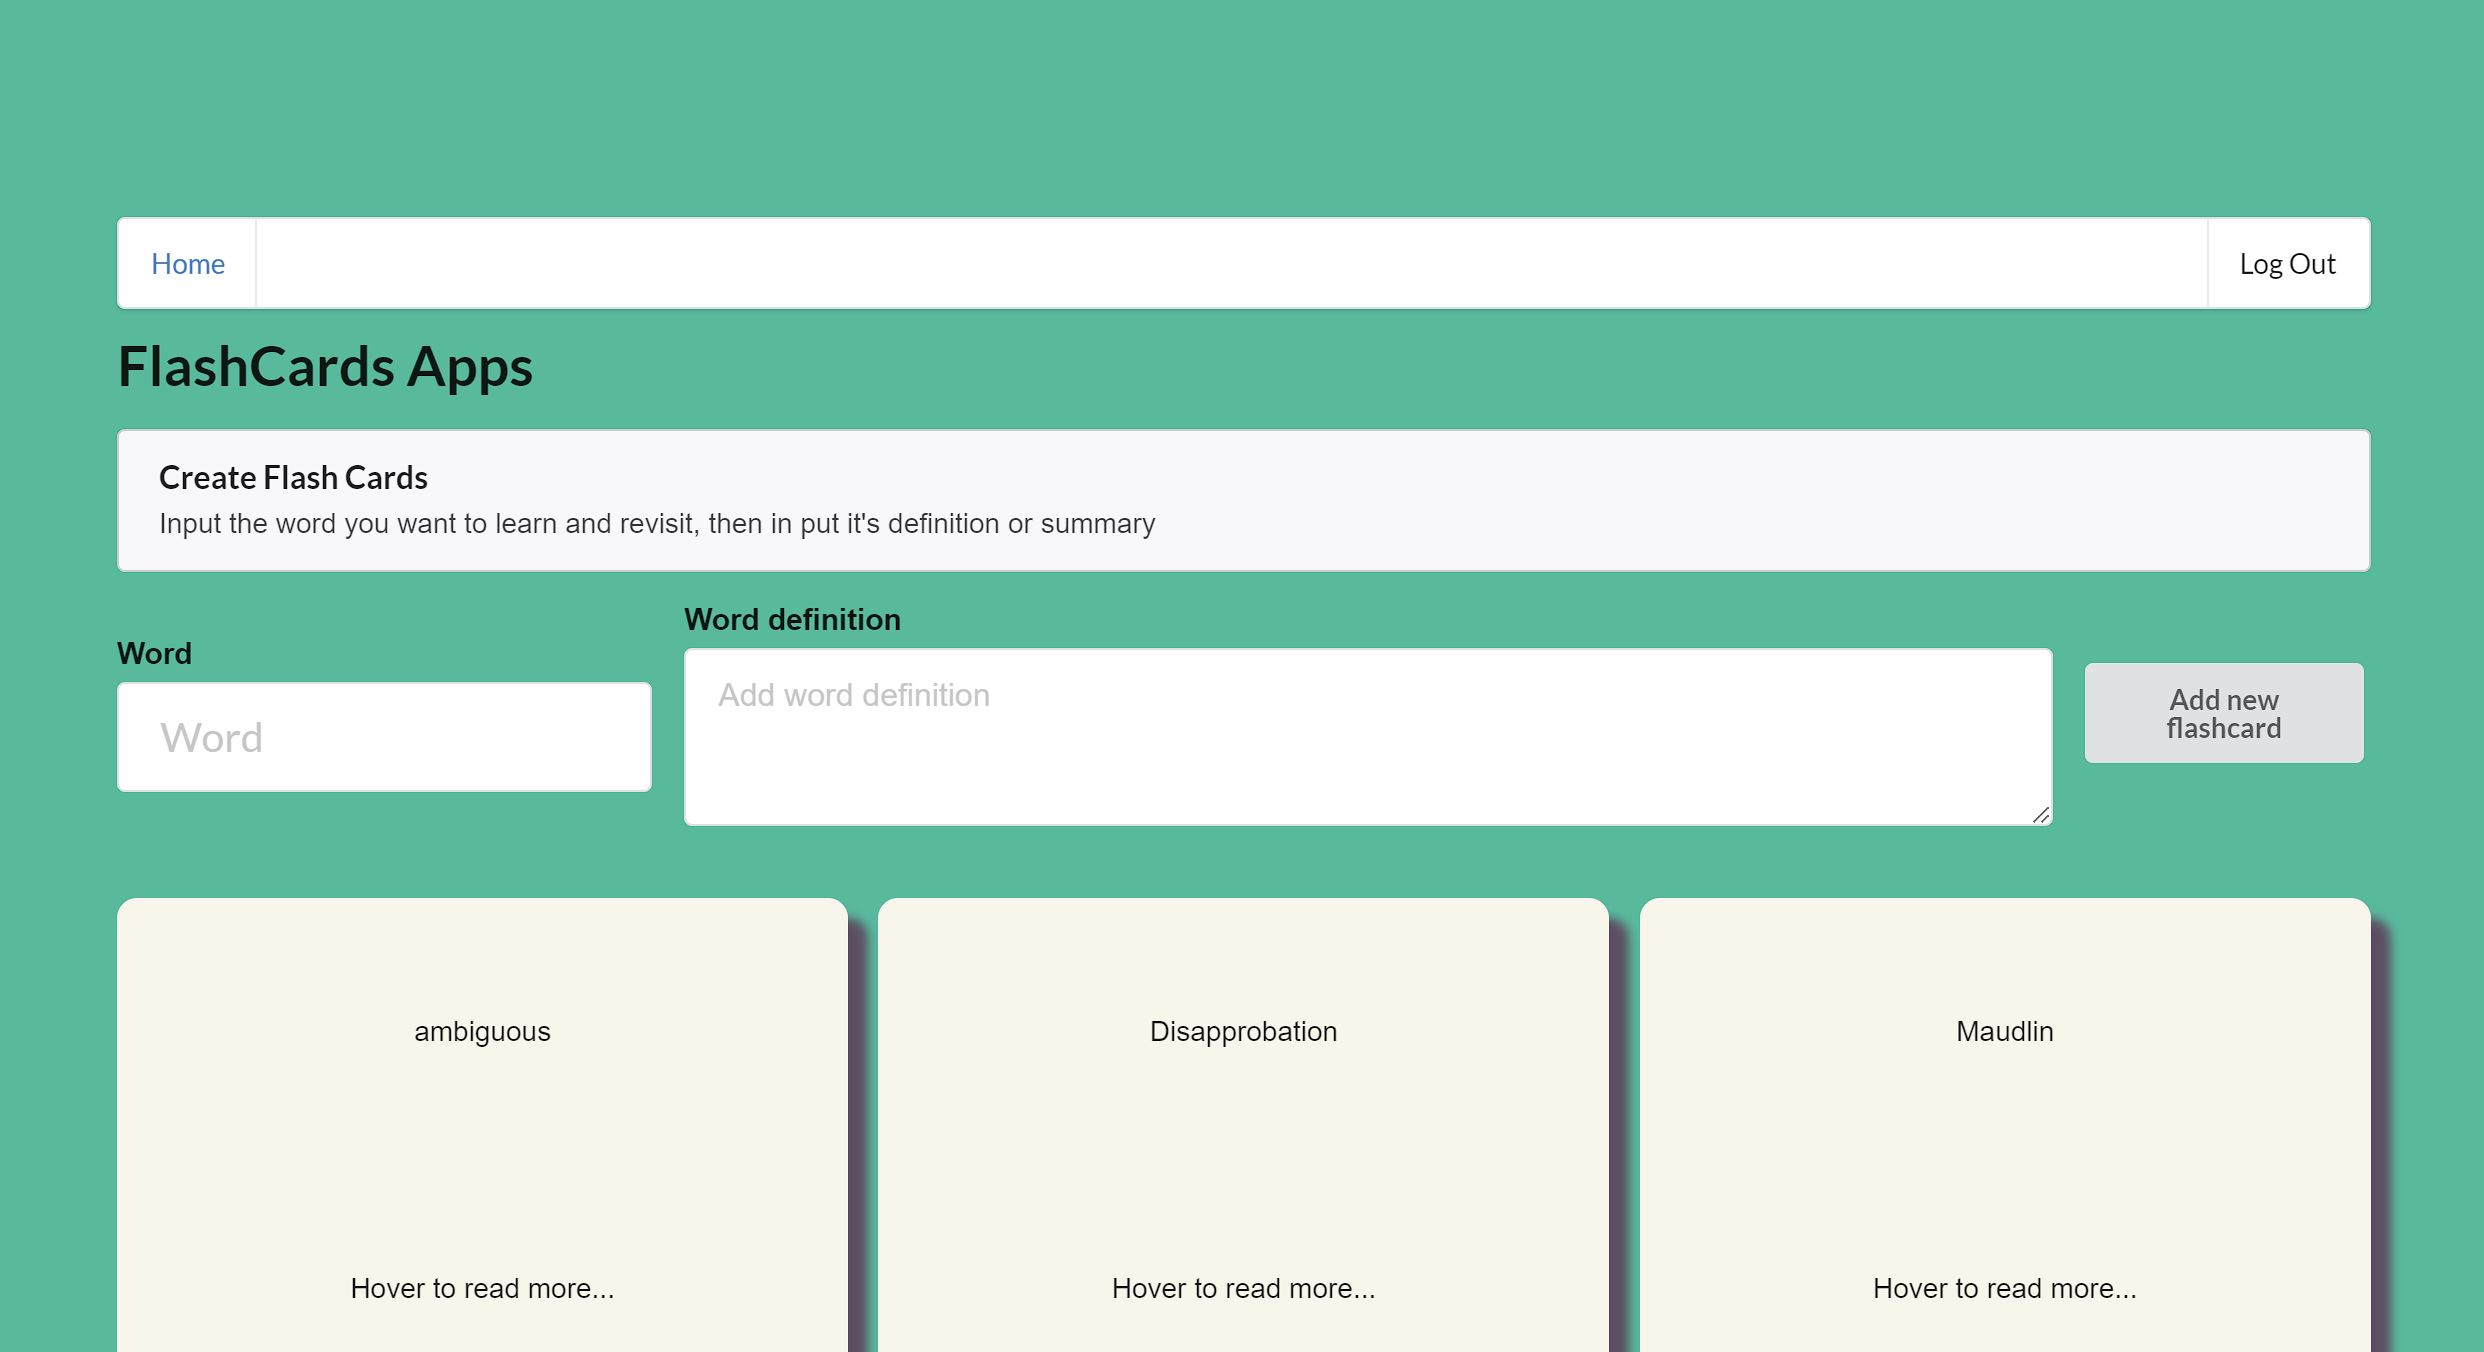 Home
Log Out
FlashCards Apps
Create Flash Cards
Input the word you want to learn and revisit, then in put it's definition or summary
Word
Word
Word definition
Add word definition
Add new
flashcard
ambiguous
Hover to read more...
Disapprobation
Hover to read more...
Maudlin
Hover to read more...